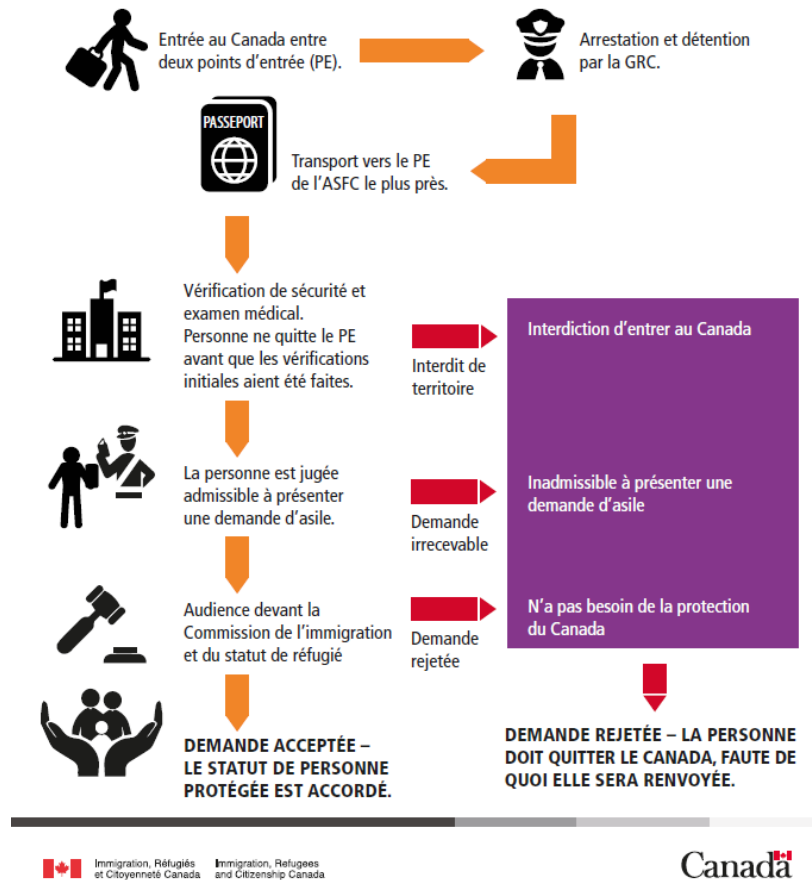 Entrée au Canada entre
deux points d'entrée (PE).
Arrestation et détention
par la GRC.
PASSEPORT
Transport vers le PE
de l'ASFC le plus près.
Vérification de sécurité et
examen médical.
Personne ne quitte le PE
avant que les vérifications
initiales aient été faites.
Interdit de
territoire
Interdiction d'entrer au Canada
La personne est jugée
admissible à présenter
une demande d'asile.
Demande
irrecevable
Inadmissible à présenter une
demande d'asile
Audience devant la
Commission de l'immigration
et du statut de réfugié
Demande
rejetée
N'a pas besoin de la protection
du Canada
DEMANDE ACCEPTÉE –
LE STATUT DE PERSONNE
PROTÉGÉE EST ACCORDÉ.
DEMANDE REJETÉE – LA PERSONNE
DOIT QUITTER LE CANADA, FAUTE DE
QUOI ELLE SERA RENVOYÉE.
Immigration, Réfugiés
et Citoyenneté Canada
Immigration, Refugees
and Citizenship Canada
Canada